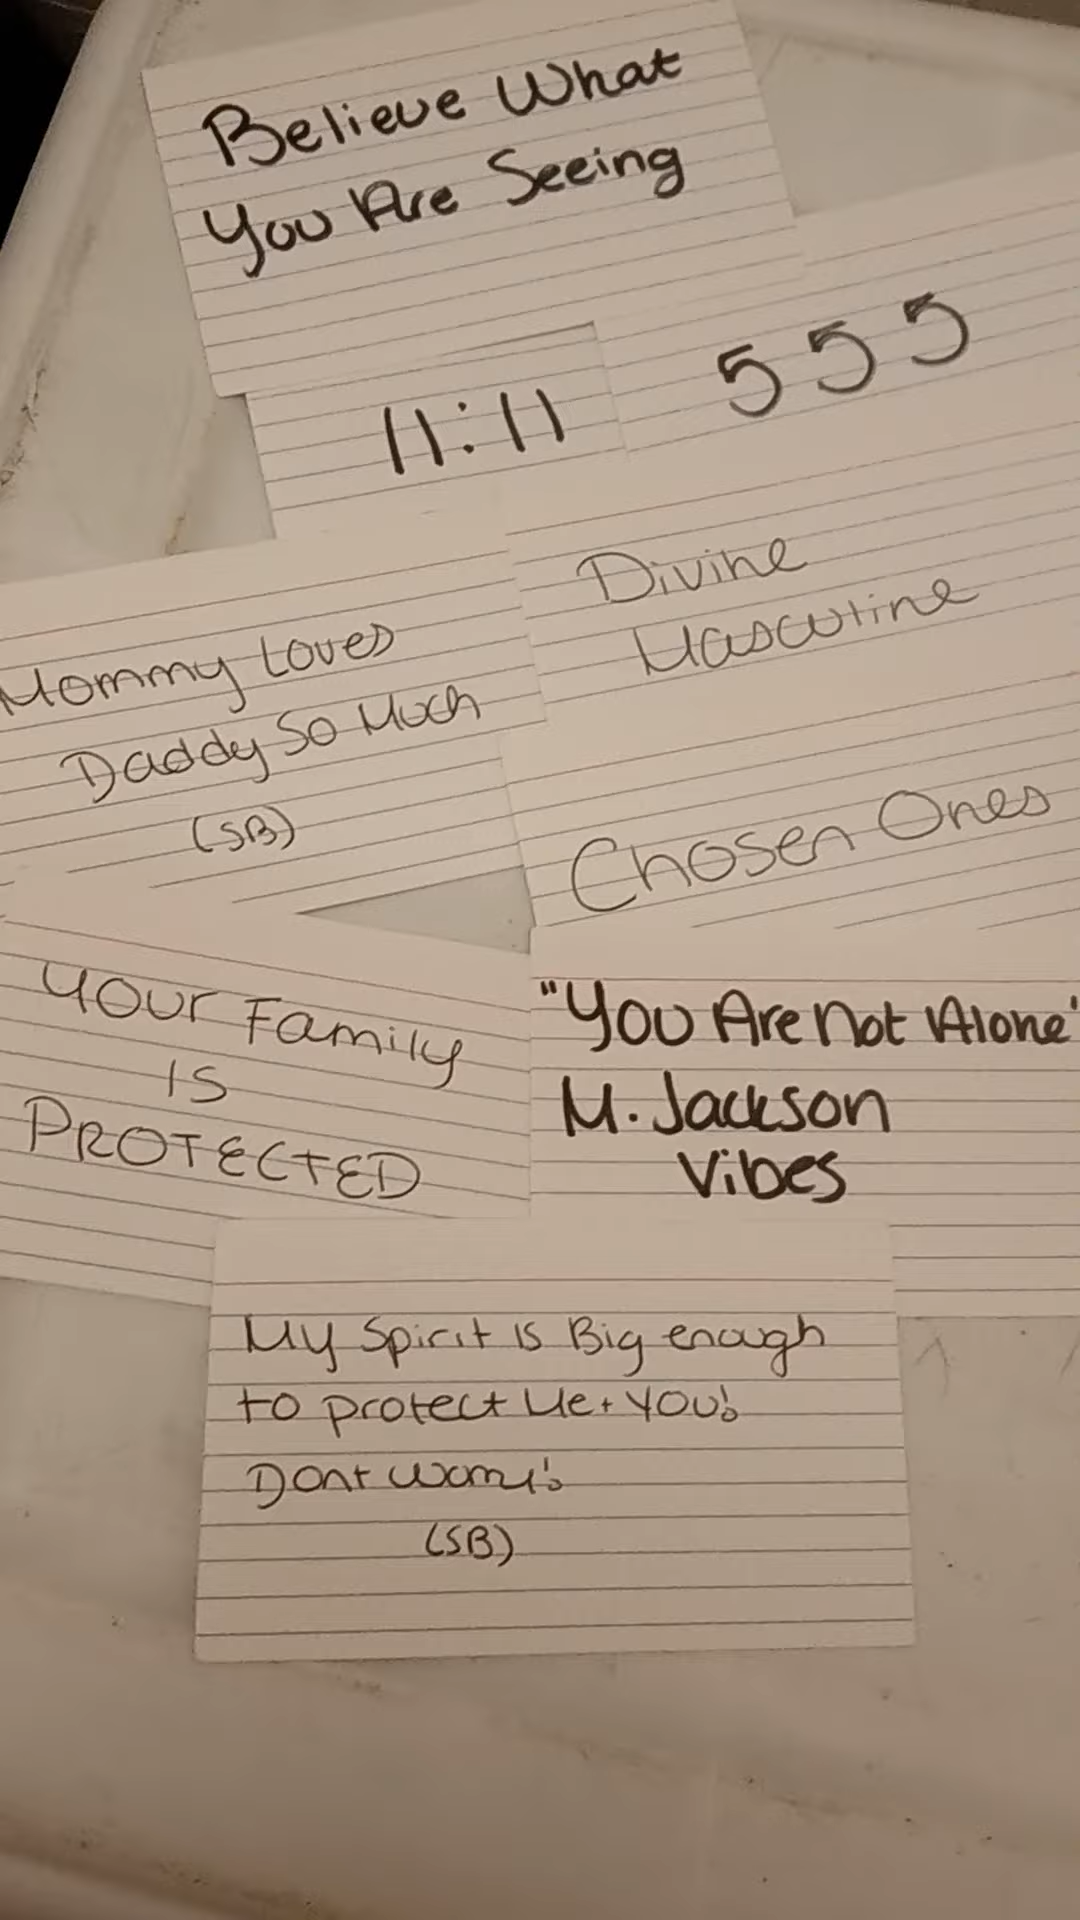 Believe What
You Are Seeing
11:11
555
Mommy Loves
Daddy So Much
(SB)
Divine
Masculine
Chosen Ones
Your Family
IS
PROTECTED
"You Are Not Alone"
M. Jackson
Vibes
My Spirit IS Big enough
to protect Me + YOU!
Dont worry!
(SB)